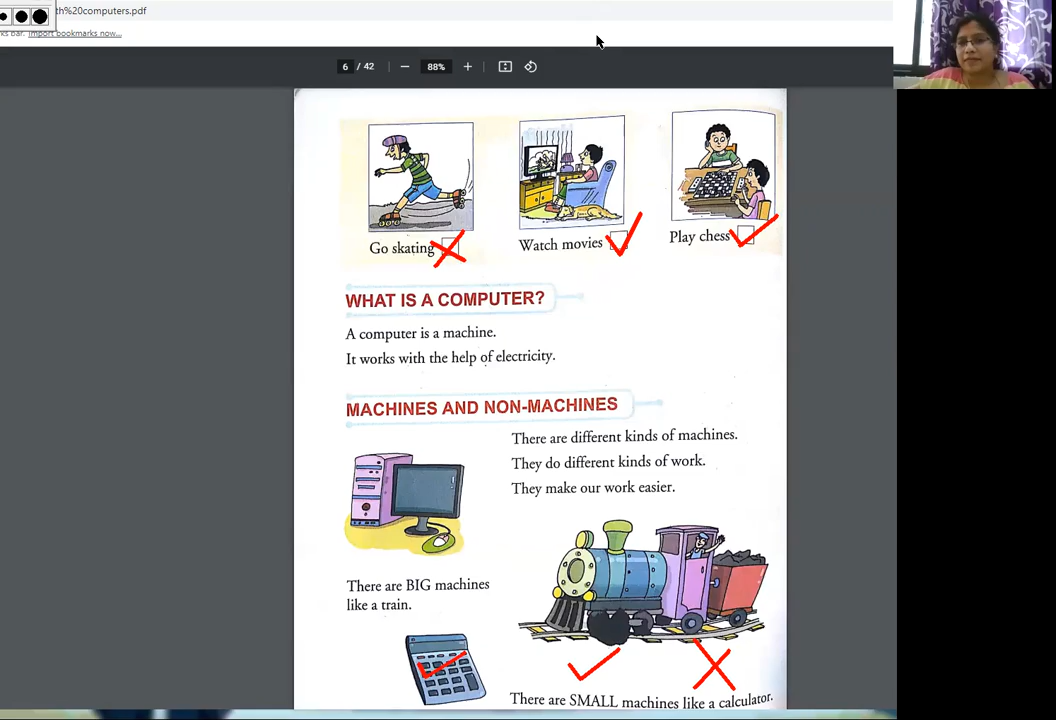 th%20computers.pdf
ks bar. Import bookmarks now...
6 / 42 88%
Go skating
Watch movies
Play chess
WHAT IS A COMPUTER?
A computer is a machine.
It works with the help of electricity.
MACHINES AND NON-MACHINES
There are different kinds of machines.
They do different kinds of work.
They make our work easier.
There are BIG machines
like a train.
There are SMALL machines like a calculator.